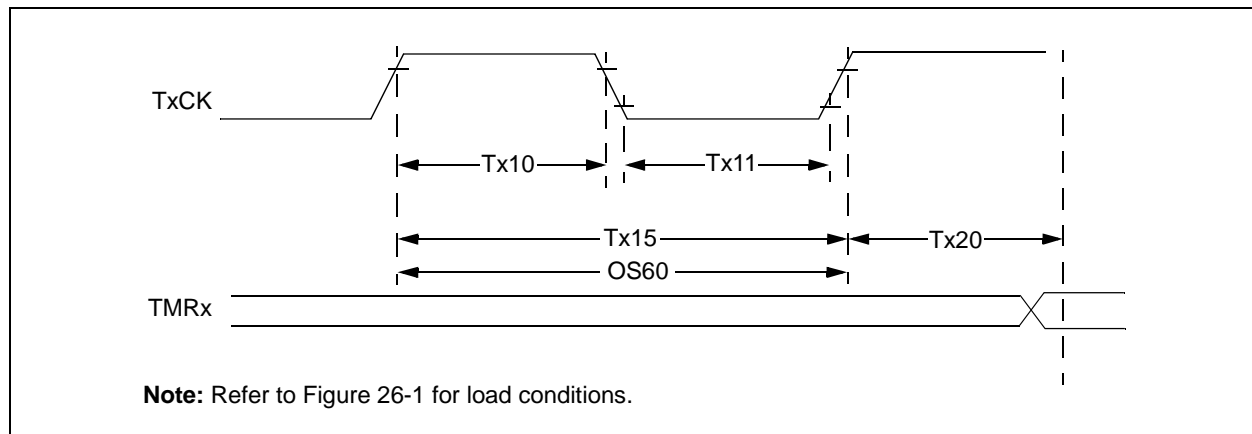 TxCK
Tx10
Tx11
Tx15
Tx20
OS60
TMRx
Note: Refer to Figure 26-1 for load conditions.